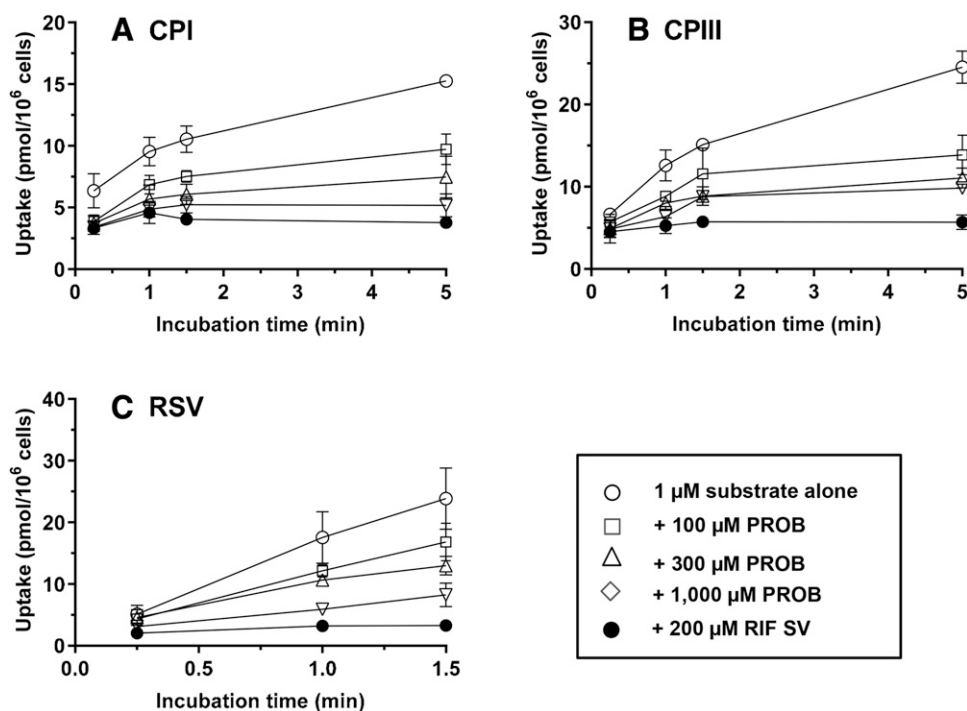 A CPI
20
15
10
5
0
0 1 2 3 4 5
Uptake (pmol/10⁶ cells)
Incubation time (min)
B CPIII
30
20
10
0
0 1 2 3 4 5
Uptake (pmol/10⁶ cells)
Incubation time (min)
C RSV
40
30
20
10
0
0.0 0.5 1.0 1.5
Uptake (pmol/10⁶ cells)
Incubation time (min)
1 µM substrate alone
+ 100 µM PROB
+ 300 µM PROB
+ 1,000 µM PROB
+ 200 µM RIF SV